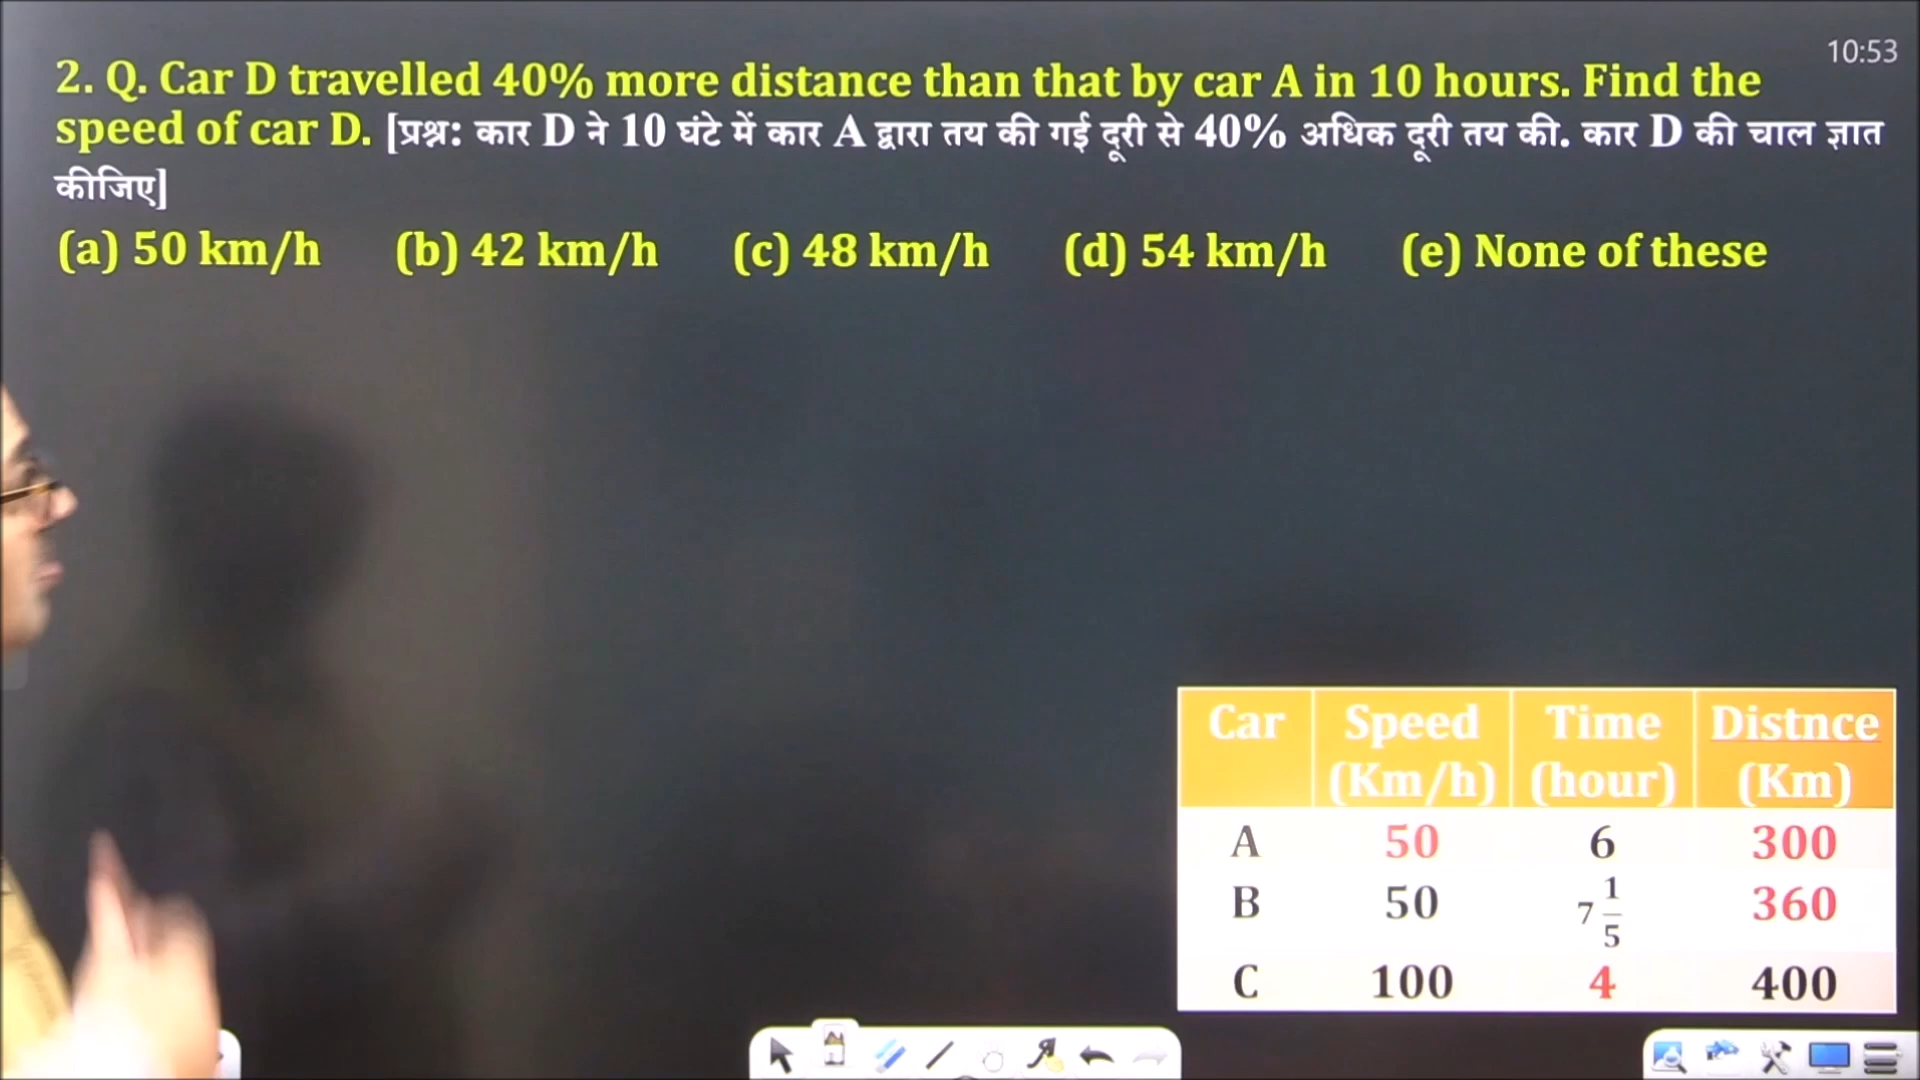 10:53
2. Q. Car D travelled 40% more distance than that by car A in 10 hours. Find the
speed of car D. [प्रश्न: कार D ने 10 घंटे में कार A द्वारा तय की गई दूरी से 40% अधिक दूरी तय की. कार D की चाल ज्ञात
कीजिए]
(a) 50 km/h (b) 42 km/h (c) 48 km/h (d) 54 km/h (e) None of these
Car Speed (Km/h) Time (hour) Distnce (Km)
A 50 6 300
B 50 7 1/5 360
C 100 4 400